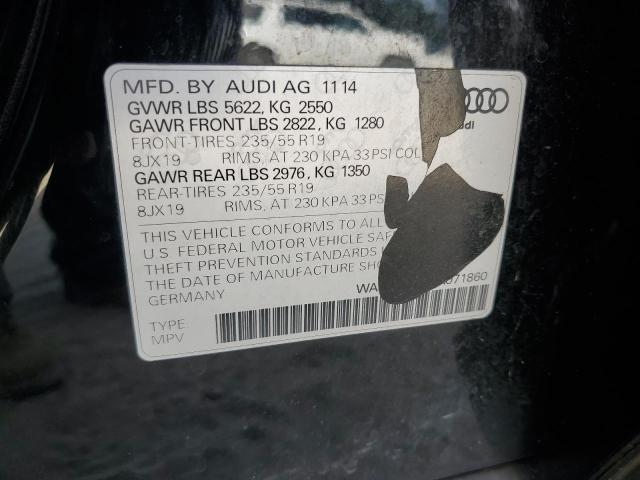 MFD. BY AUDI AG 11 14
GVWR LBS 5622, KG 2550
GAWR FRONT LBS 2822, KG 1280
FRONT-TIRES 235/55 R19
8JX19 RIMS, AT 230 KPA 33 PSI COL
GAWR REAR LBS 2976, KG 1350
REAR-TIRES 235/55 R19
8JX19 RIMS, AT 230 KPA 33 PS
THIS VEHICLE CONFORMS TO ALL
U.S. FEDERAL MOTOR VEHICLE SAF
THEFT PREVENTION STANDARDS
THE DATE OF MANUFACTURE SHO
GERMANY
WA 071860
TYPE:
MPV
udi